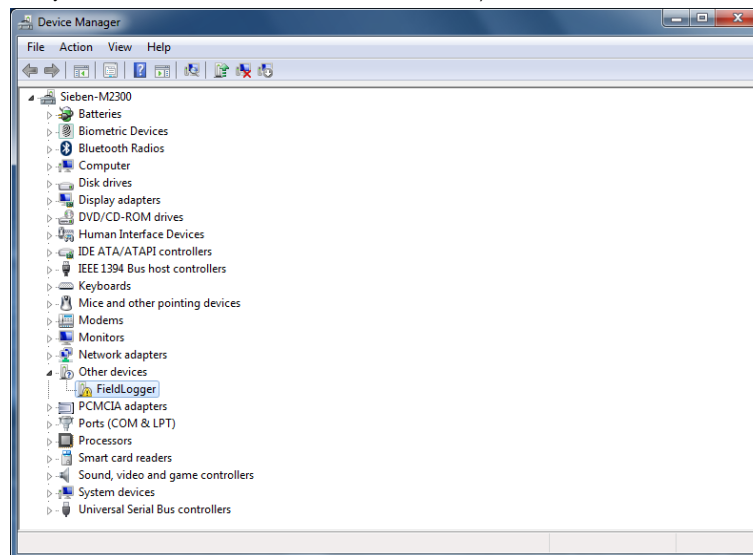 Device Manager
File Action View Help
Sieben-M2300
Batteries
Biometric Devices
Bluetooth Radios
Computer
Disk drives
Display adapters
DVD/CD-ROM drives
Human Interface Devices
IDE ATA/ATAPI controllers
IEEE 1394 Bus host controllers
Keyboards
Mice and other pointing devices
Modems
Monitors
Network adapters
Other devices
FieldLogger
PCMCIA adapters
Ports (COM & LPT)
Processors
Smart card readers
Sound, video and game controllers
System devices
Universal Serial Bus controllers